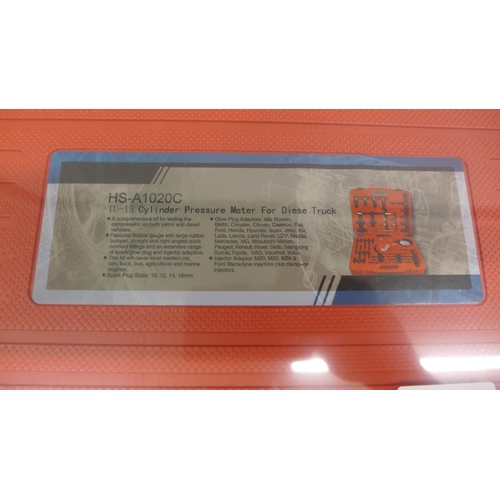 HS-A1020C
Cylinder Pressure Meter For Diese Truck
A comprehensive kit for testing the
compression on both petrol and diesel
vehicles.
Features gauge with large rubber
bumper, straight and right angled quick
connect fittings and an extensive range
of spark/glow plug and injector adaptors.
This kit will cover most modern car,
van, truck, bus, agricultural and marine
engines.
Spark Plug Sizes: 10, 12, 14, 18mm.
Glow Plug Adaptors: Alfa Romeo,
BMW, Chrysler, Citroen, Daewoo, Fiat,
Ford, Honda, Hyundai, Isuzu, Jeep, Kia,
Lada, Lancia, Land Rover, LDV, Mazda,
Mercedes, MG, Mitsubishi Nissan,
Peugeot, Renault, Rover, Seat, Ssangyong
Suzuki, Toyota, VAG, Vauxhall, Volvo.
Injector Adaptor: M20, M22, M24 &
Ford Stanadyne injectors plus clamp-on
injectors.